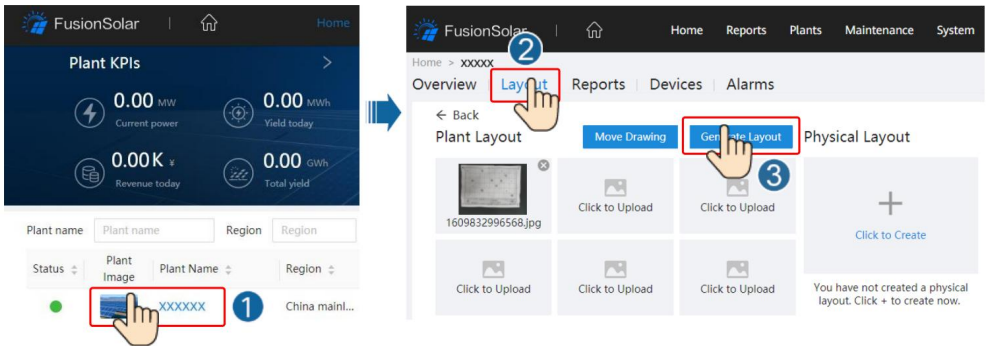 FusionSolar Home
Plant KPIs >
0.00 MW
Current power
0.00 MWh
Yield today
0.00K ¥
Revenue today
0.00 GWh
Total yield
Plant name Plant name Region Region
Status Plant Image Plant Name Region
XXXXXX China mainl...
1
FusionSolar Home Reports Plants Maintenance System
Home > XXXXX
2
Overview Layout Reports Devices Alarms
← Back
Plant Layout Move Drawing Generate Layout Physical Layout
3
1609832996568.jpg
Click to Upload
Click to Upload
Click to Upload
Click to Upload
Click to Upload
+
Click to Create
You have not created a physical
layout. Click + to create now.